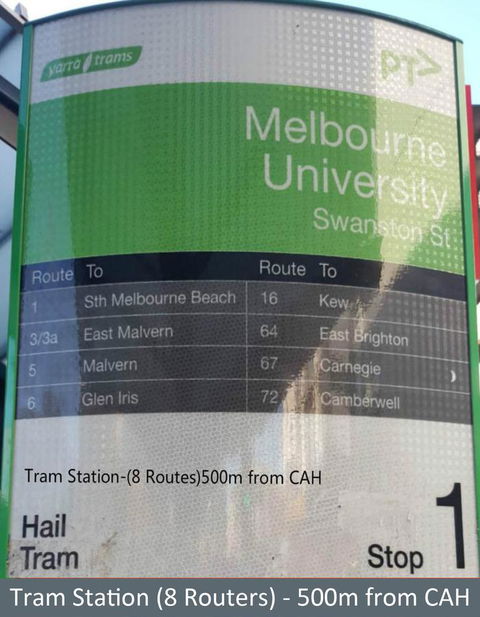 yarra trams
PT>
Melbourne
University
Swanston St
Route To Route To
1 Sth Melbourne Beach 16 Kew
3/3a East Malvern 64 East Brighton
5 Malvern 67 Carnegie
6 Glen Iris 72 Camberwell
Tram Station-(8 Routes)500m from CAH
Hail
Tram
Stop 1
Tram Station (8 Routers) - 500m from CAH